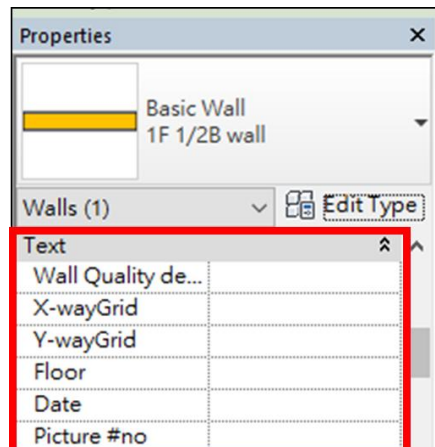 Properties
Basic Wall
1F 1/2B wall
Walls (1)
Edit Type
Text
Wall Quality de...
X-wayGrid
Y-wayGrid
Floor
Date
Picture #no